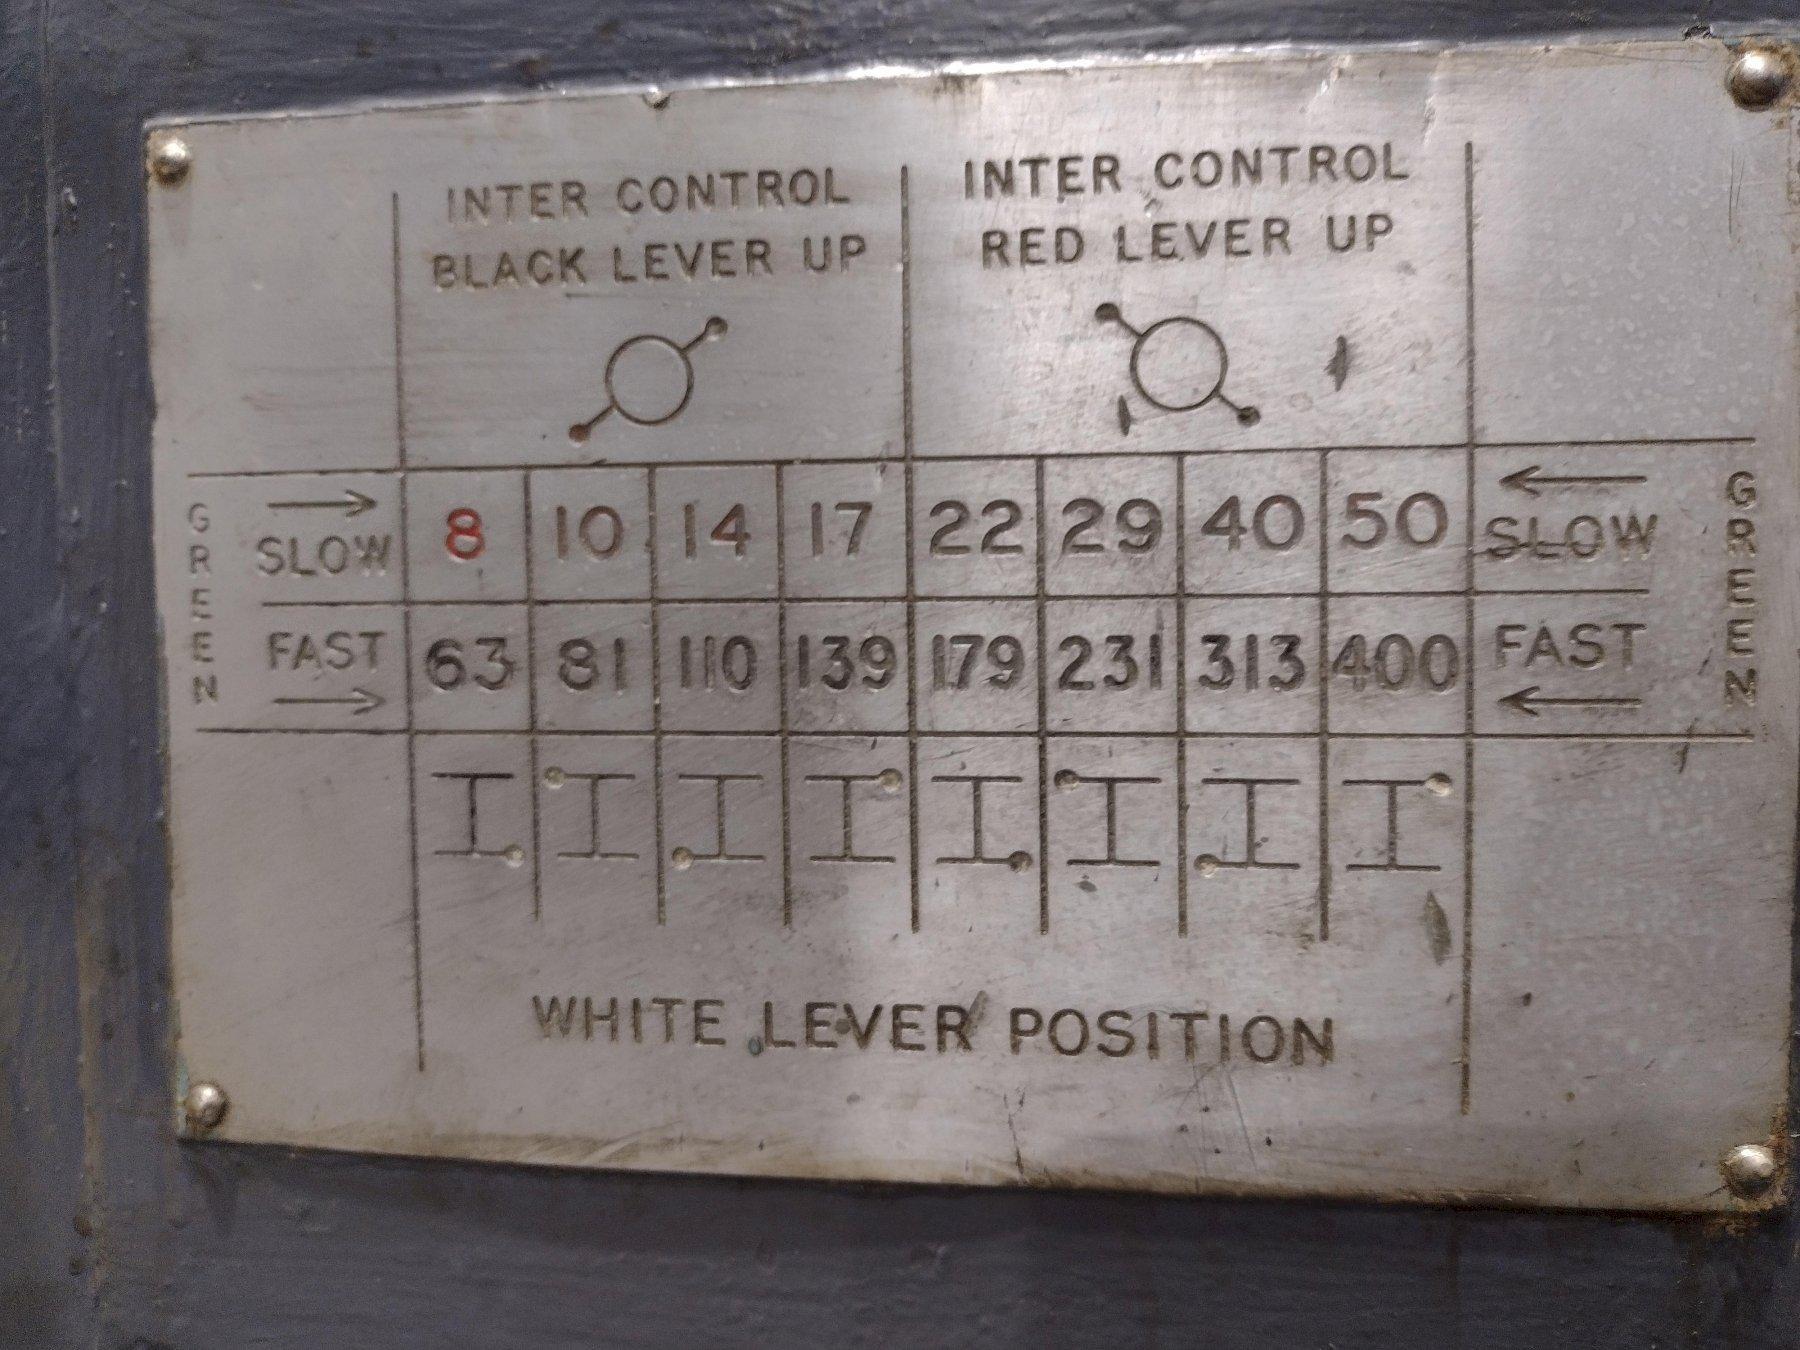 INTER CONTROL
BLACK LEVER UP
INTER CONTROL
RED LEVER UP
GREEN
SLOW 8 10 14 17 22 29 40 50 SLOW
FAST 63 81 110 139 179 231 313 400 FAST
GREEN
WHITE LEVER POSITION